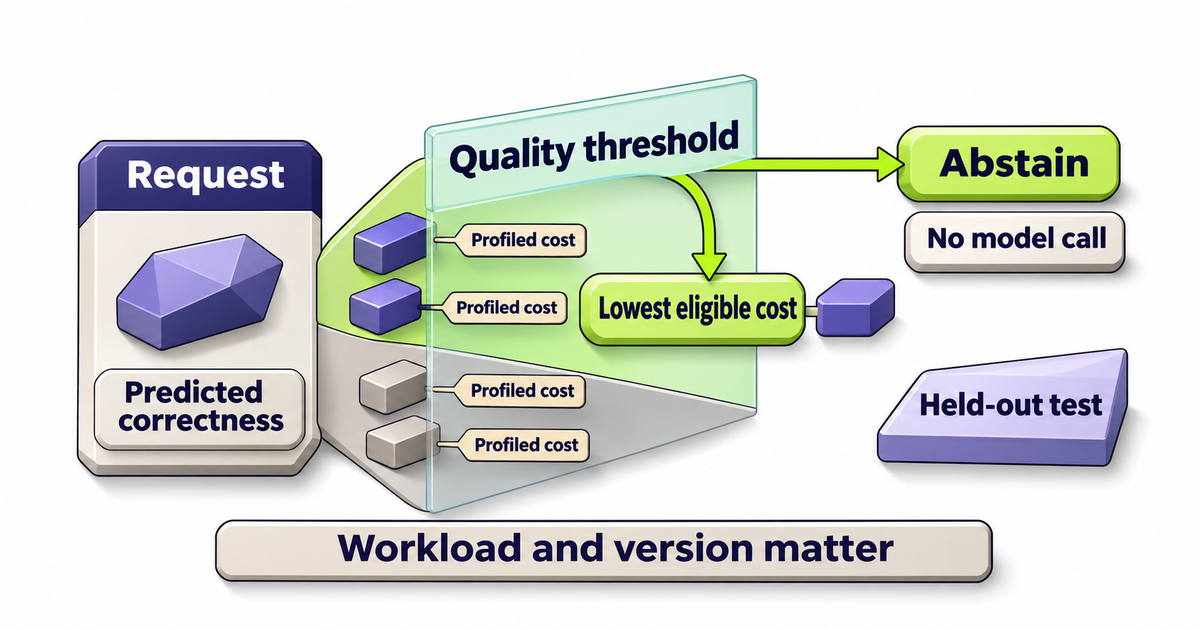 Request
Predicted
correctness
Quality threshold
Profiled cost
Profiled cost
Profiled cost
Profiled cost
Lowest eligible cost
Abstain
No model call
Held-out test
Workload and version matter